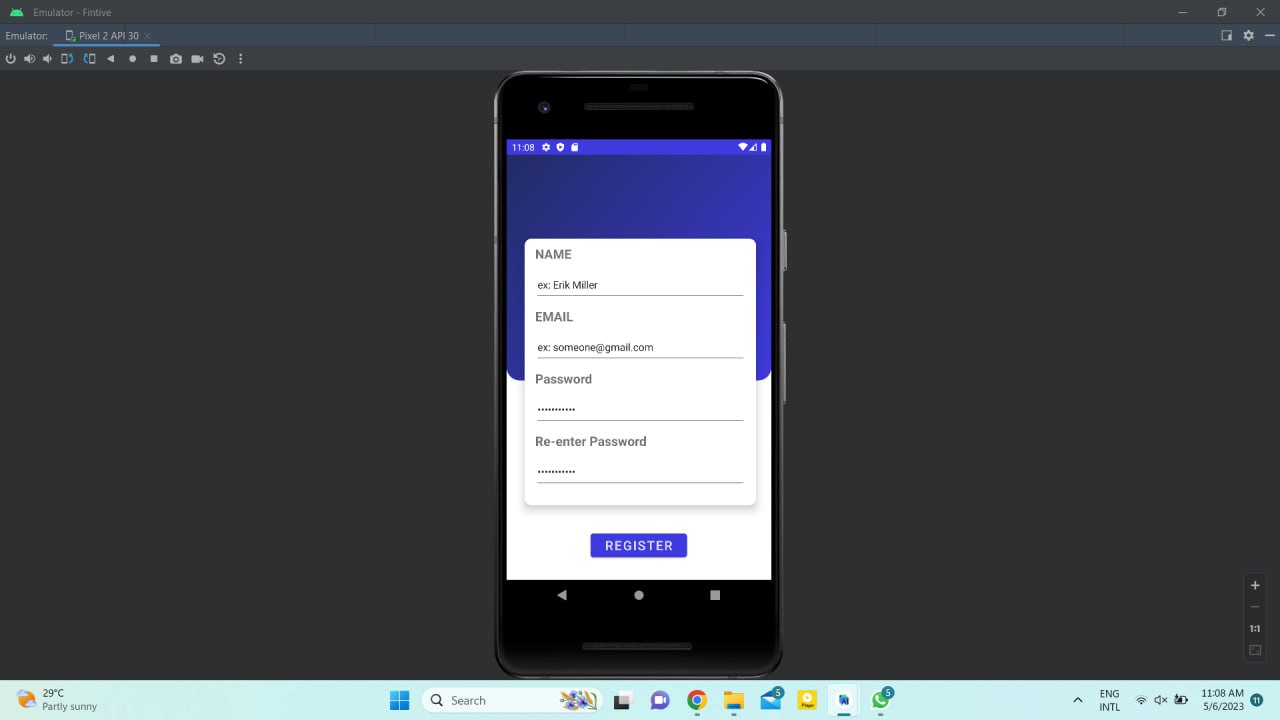 Emulator - Fintive
Emulator: Pixel 2 API 30
11:08
NAME
ex: Erik Miller
EMAIL
ex: someone@gmail.com
Password
•••••••••••
Re-enter Password
•••••••••••
REGISTER
1:1
29°C
Partly sunny
Search
5
5
ENG
INTL
11:08 AM
5/6/2023
11